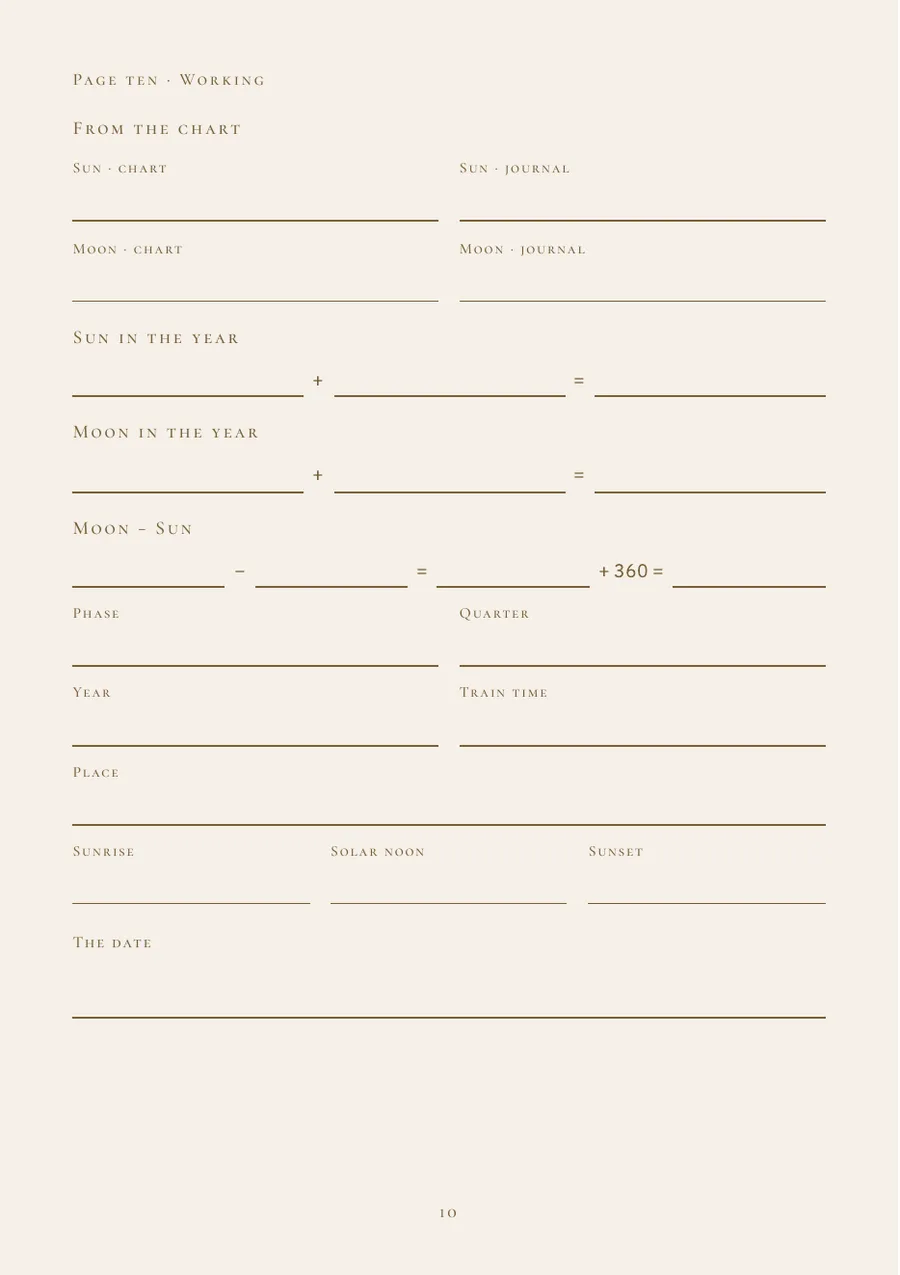 Page ten · Working
From the chart
Sun · chart Sun · journal
Moon · chart Moon · journal
Sun in the year
+ =
Moon in the year
+ =
Moon – Sun
− = + 360 =
Phase Quarter
Year Train time
Place
Sunrise Solar noon Sunset
The date
10